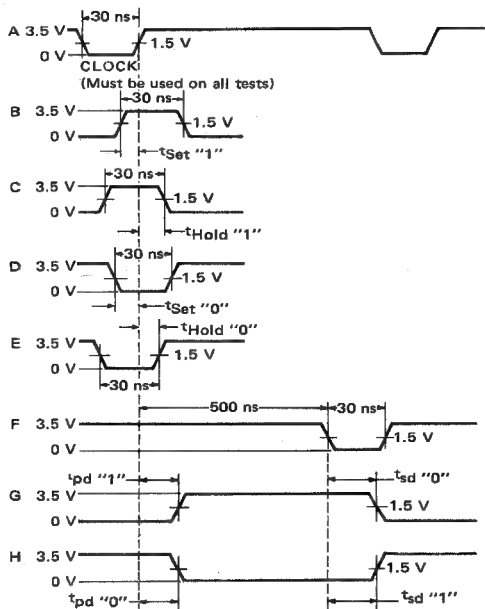 30 ns
A 3.5 V
1.5 V
0 V
CLOCK
(Must be used on all tests)
30 ns
B 3.5 V
1.5 V
0 V
tSet "1"
30 ns
C 3.5 V
1.5 V
0 V
tHold "1"
30 ns
D 3.5 V
1.5 V
0 V
tSet "0"
tHold "0"
E 3.5 V
1.5 V
0 V
30 ns
500 ns 30 ns
F 3.5 V
1.5 V
0 V
tpd "1" tsd "0"
G 3.5 V
1.5 V
0 V
H 3.5 V
1.5 V
0 V
tpd "0" tsd "1"